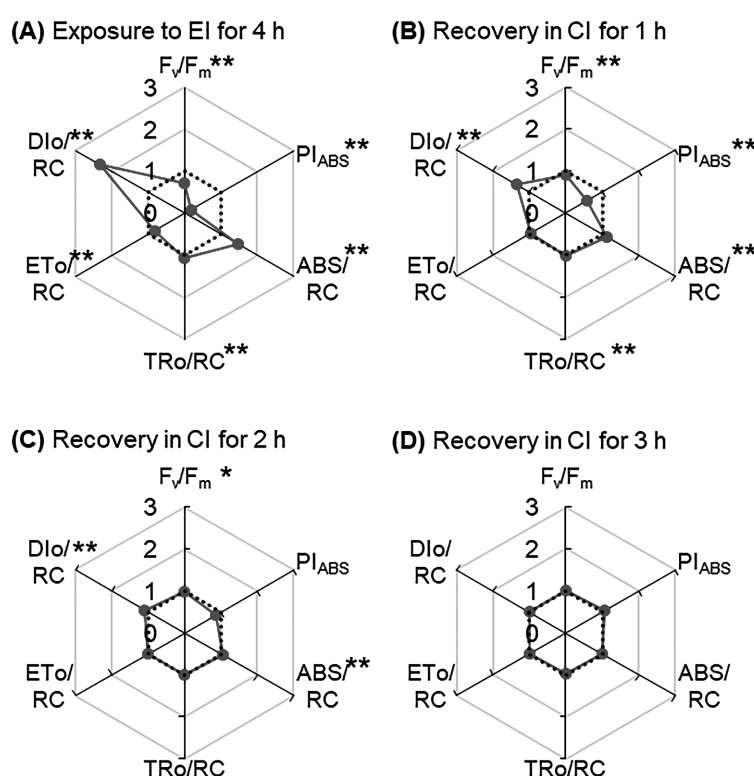 (A) Exposure to EI for 4 h
Fv/Fm**
3
DIo/**
RC
2
PIABS**
1
0
ETo/**
RC
ABS/**
RC
TRo/RC**
(B) Recovery in CI for 1 h
Fv/Fm**
3
DIo/**
RC
2
PIABS**
1
0
ETo/
RC
ABS/**
RC
TRo/RC **
(C) Recovery in CI for 2 h
Fv/Fm *
3
DIo/**
RC
2
PIABS
1
0
ETo/
RC
ABS/**
RC
TRo/RC
(D) Recovery in CI for 3 h
Fv/Fm
3
DIo/
RC
2
PIABS
1
0
ETo/
RC
ABS/
RC
TRo/RC